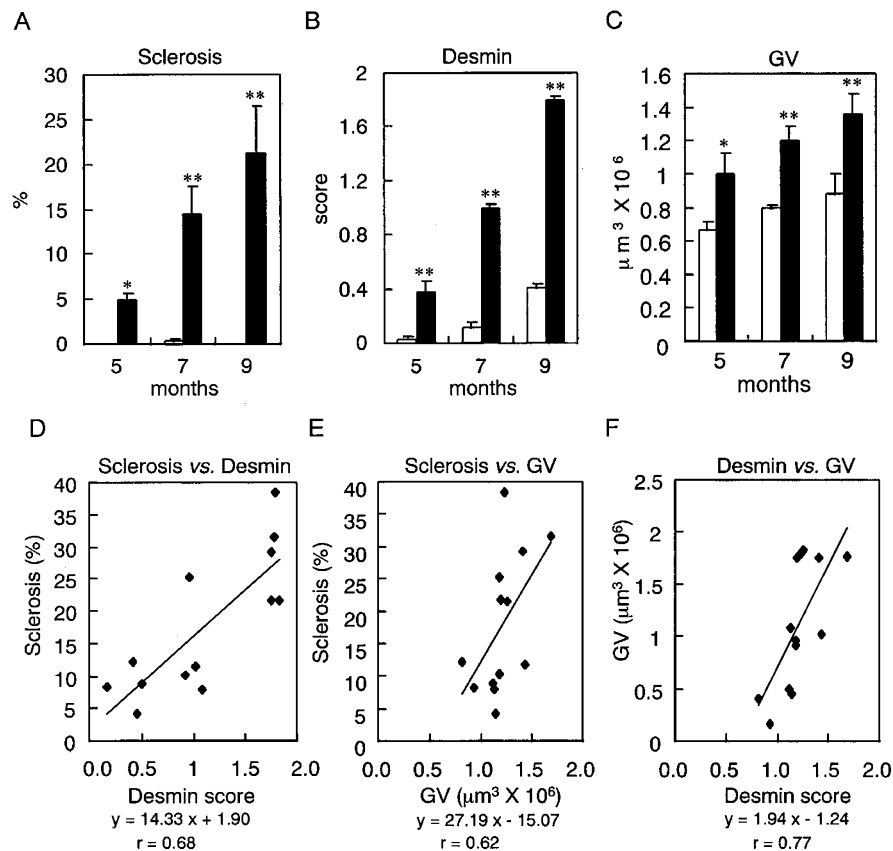 A
Sclerosis
30
25
20
15
10
5
0
%
*
**
**
5 7 9
months
B
Desmin
2
1.6
1.2
0.8
0.4
0
score
**
**
**
5 7 9
months
C
GV
1.6
1.4
1.2
1
0.8
0.6
0.4
0.2
0
μ m³ X 10⁶
*
**
**
5 7 9
months
D
Sclerosis vs. Desmin
40
35
30
25
20
15
10
5
0
Sclerosis (%)
0.0 0.5 1.0 1.5 2.0
Desmin score
y = 14.33 x + 1.90
r = 0.68
E
Sclerosis vs. GV
40
35
30
25
20
15
10
5
0
Sclerosis (%)
0.0 0.5 1.0 1.5 2.0
GV (μm³ X 10⁶)
y = 27.19 x - 15.07
r = 0.62
F
Desmin vs. GV
2.5
2
1.5
1
0.5
0
GV (μm³ X 10⁶)
0.0 0.5 1.0 1.5 2.0
Desmin score
y = 1.94 x - 1.24
r = 0.77